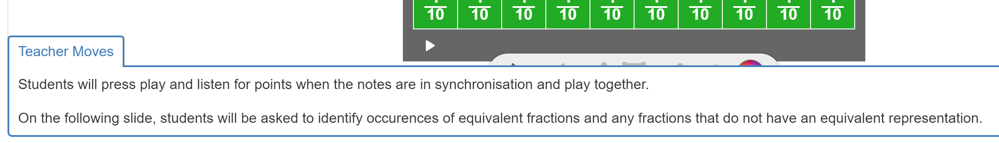 10 10 10 10 10 10 10 10 10 10
Teacher Moves
Students will press play and listen for points when the notes are in synchronisation and play together.
On the following slide, students will be asked to identify occurences of equivalent fractions and any fractions that do not have an equivalent representation.